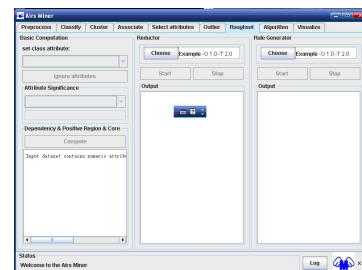 Airs Miner
Preprocess Classify Cluster Associate Select attributes Outlier Roughset Algorithm Visualize
Basic Computation
set class attribute:
Ignore attributes
Attribute Significance
Dependency & Positive Region & Core
Compute
Input dataset contains numeric attribute
Reductor
Choose Example -O 1.0-T 2.0
Start Stop
Output
Rule Generator
Choose Example -O 1.0-T 2.0
Start Stop
Output
Status
Welcome to the Airs Miner
Log
x